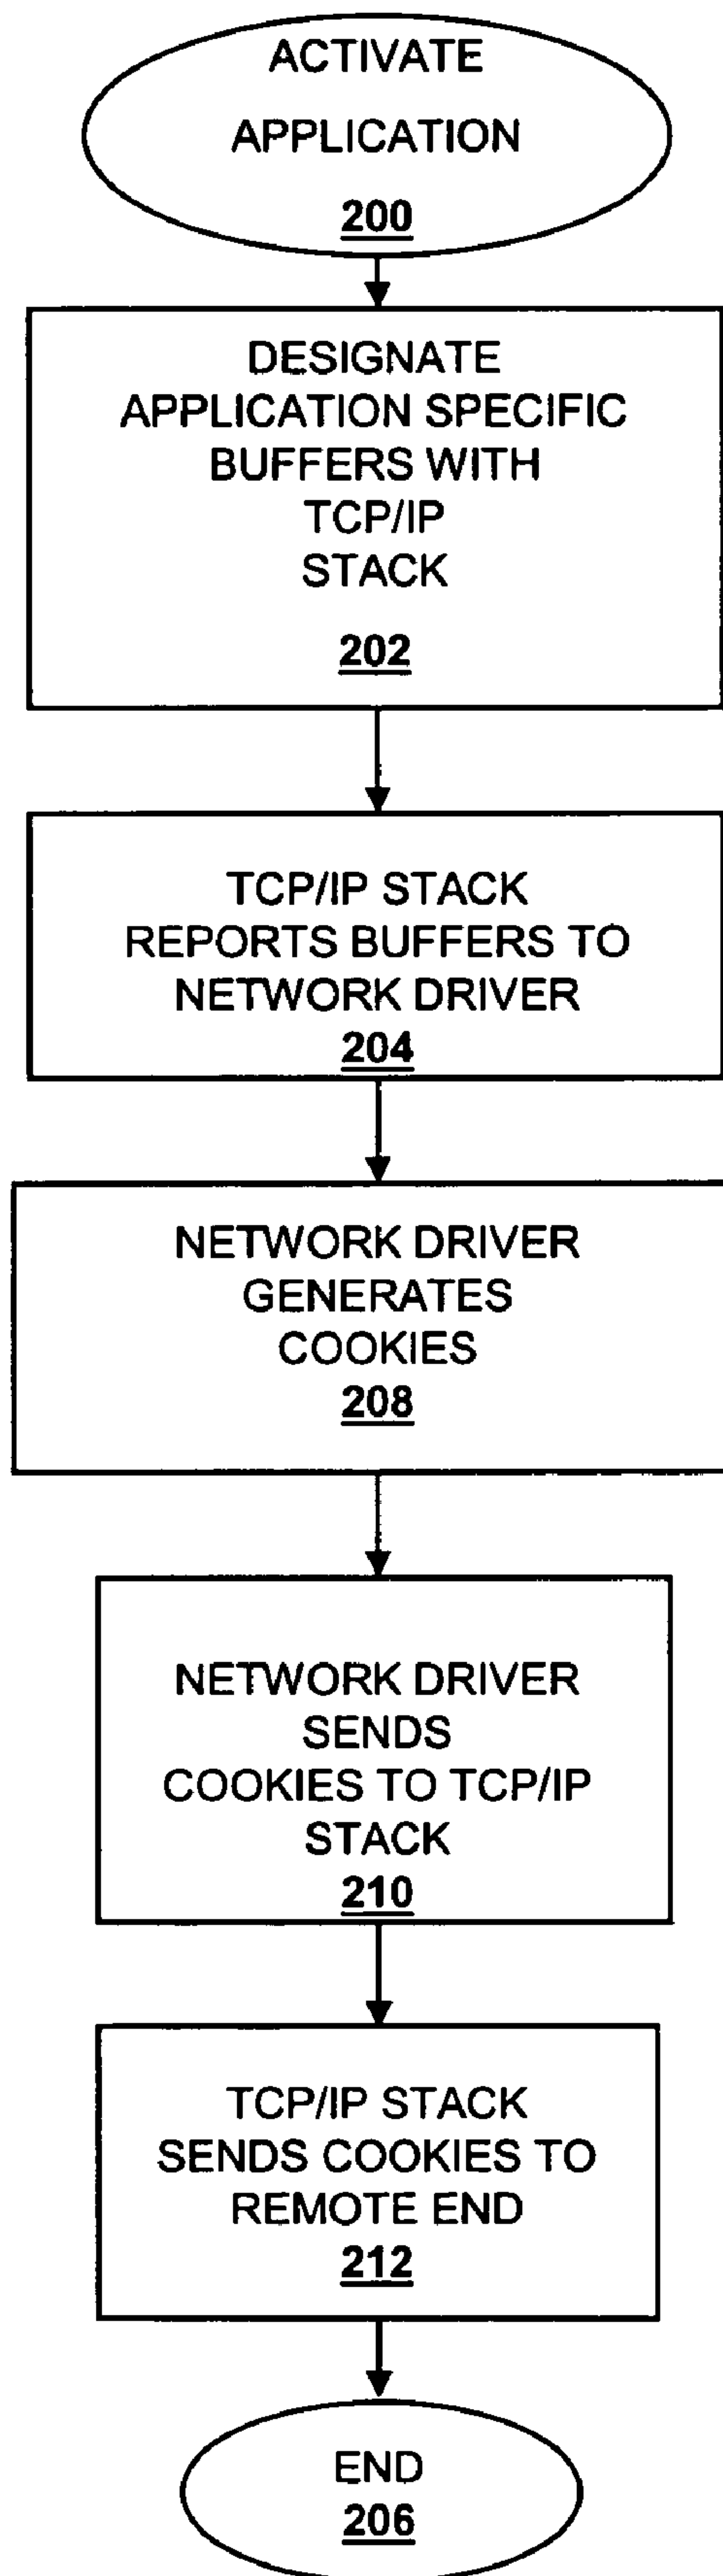 ACTIVATE
APPLICATION
200
DESIGNATE
APPLICATION SPECIFIC
BUFFERS WITH
TCP/IP
STACK
202
TCP/IP STACK
REPORTS BUFFERS TO
NETWORK DRIVER
204
NETWORK DRIVER
GENERATES
COOKIES
208
NETWORK DRIVER
SENDS
COOKIES TO TCP/IP
STACK
210
TCP/IP STACK
SENDS COOKIES TO
REMOTE END
212
END
206